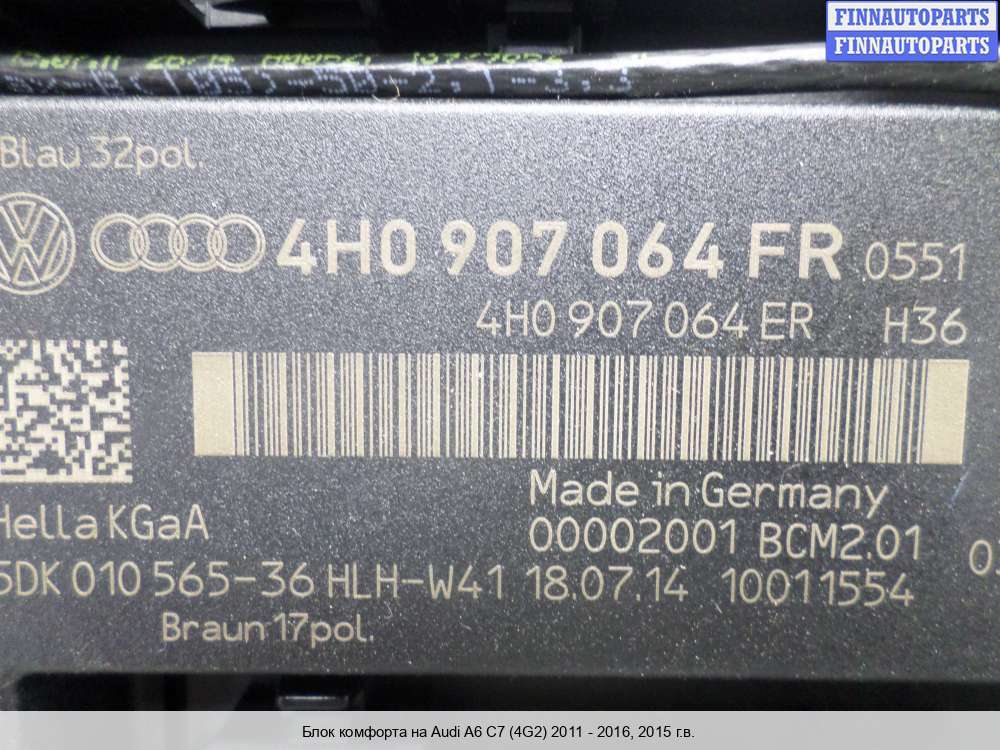 FINNAUTOPARTS
FINNAUTOPARTS
Blau 32pol.
4H0 907 064 FR 0551
4H0 907 064 ER H36
Hella KGaA
Made in Germany
00002001 BCM2.01
5DK 010 565-36 HLH-W41 18.07.14 10011554
Braun 17pol.
Блок комфорта на Audi A6 C7 (4G2) 2011 - 2016, 2015 г.в.